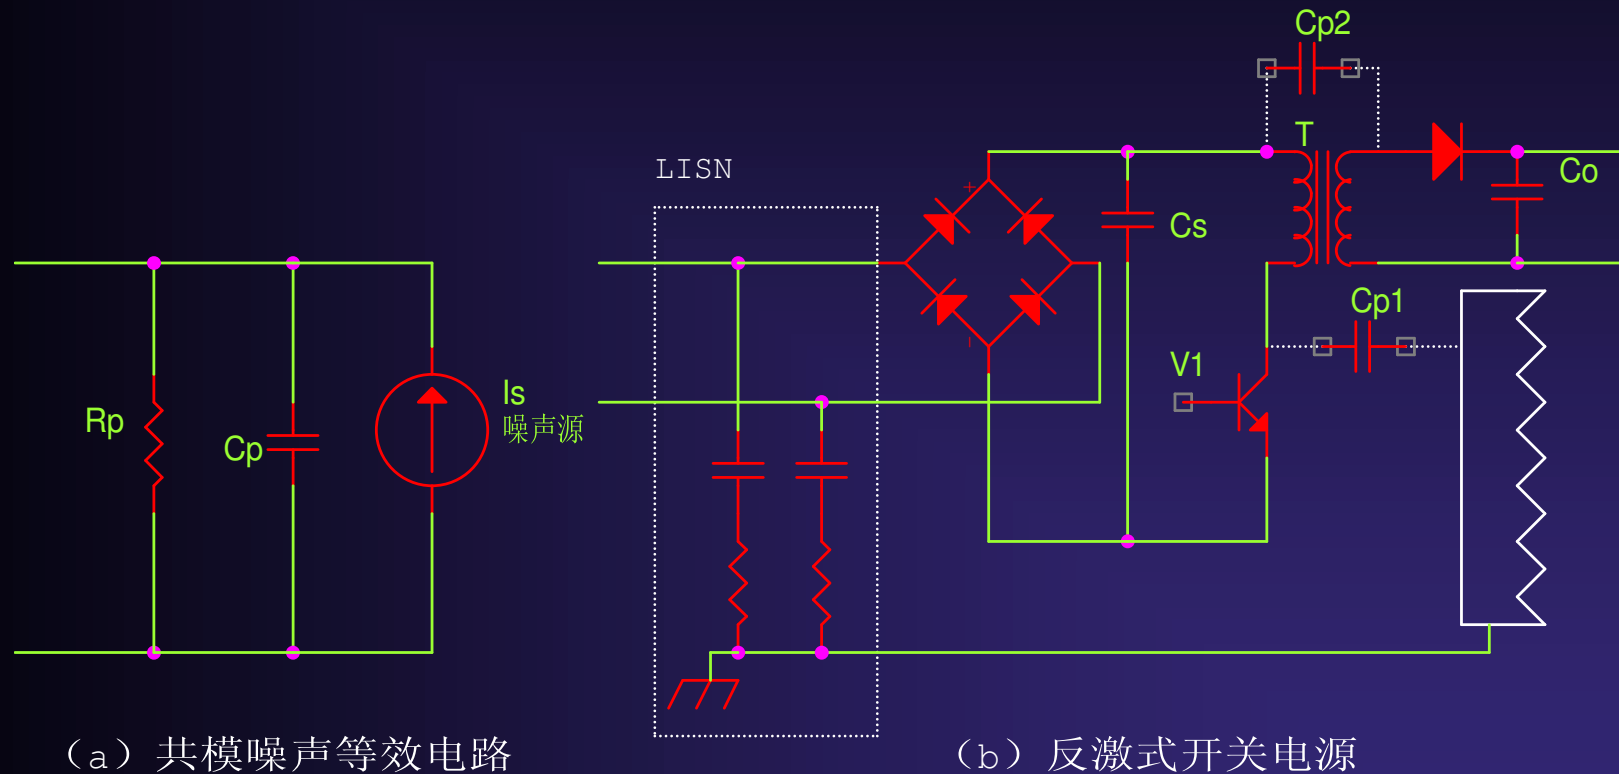 Cp2
T
LISN
Co
Cs
Cp1
V1
Is
噪声源
Rp
Cp
+
-
（a）共模噪声等效电路
（b）反激式开关电源